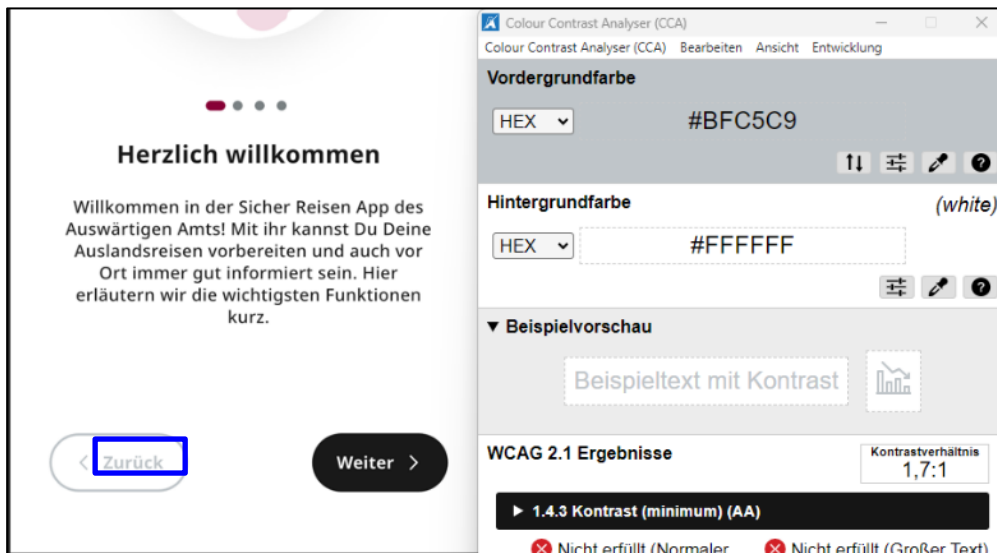 Herzlich willkommen
Willkommen in der Sicher Reisen App des
Auswärtigen Amts! Mit ihr kannst Du Deine
Auslandsreisen vorbereiten und auch vor
Ort immer gut informiert sein. Hier
erläutern wir die wichtigsten Funktionen
kurz.
Zurück
Weiter
Colour Contrast Analyser (CCA)
Colour Contrast Analyser (CCA) Bearbeiten Ansicht Entwicklung
Vordergrundfarbe
HEX #BFC5C9
Hintergrundfarbe (white)
HEX #FFFFFF
Beispielvorschau
Beispieltext mit Kontrast
WCAG 2.1 Ergebnisse
Kontrastverhältnis
1,7:1
1.4.3 Kontrast (minimum) (AA)
Nicht erfüllt (Normaler Nicht erfüllt (Großer Text)